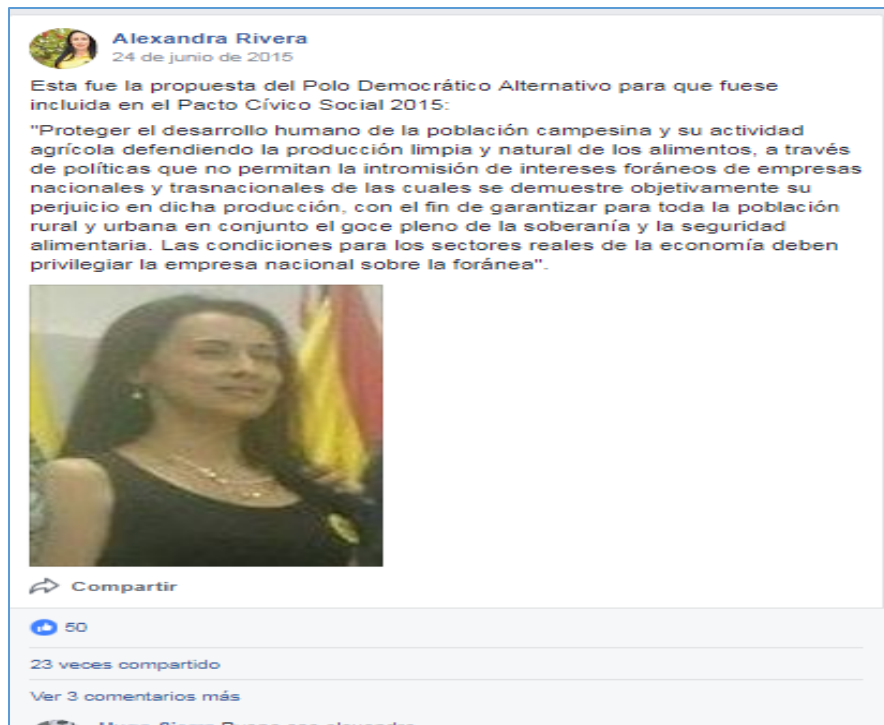 Alexandra Rivera
24 de junio de 2015
Esta fue la propuesta del Polo Democrático Alternativo para que fuese
incluida en el Pacto Cívico Social 2015:
"Proteger el desarrollo humano de la población campesina y su actividad
agrícola defendiendo la producción limpia y natural de los alimentos, a través
de políticas que no permitan la intromisión de intereses foráneos de empresas
nacionales y trasnacionales de las cuales se demuestre objetivamente su
perjuicio en dicha producción, con el fin de garantizar para toda la población
rural y urbana en conjunto el goce pleno de la soberanía y la seguridad
alimentaria. Las condiciones para los sectores reales de la economía deben
privilegiar la empresa nacional sobre la foránea".
Compartir
50
23 veces compartido
Ver 3 comentarios más